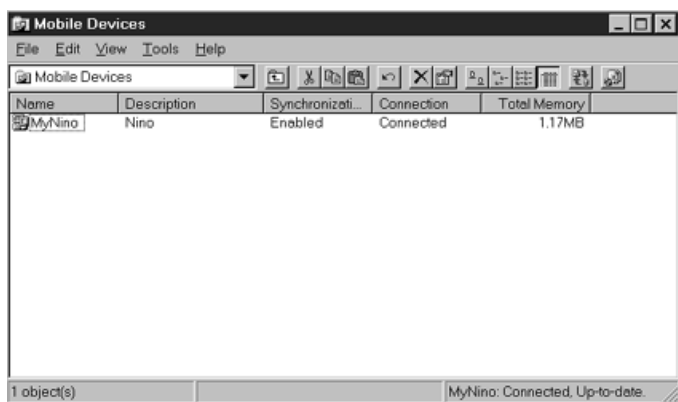 Mobile Devices
File Edit View Tools Help
Mobile Devices
Name Description Synchronizati... Connection Total Memory
MyNino Nino Enabled Connected 1.17MB
1 object(s) MyNino: Connected, Up-to-date.